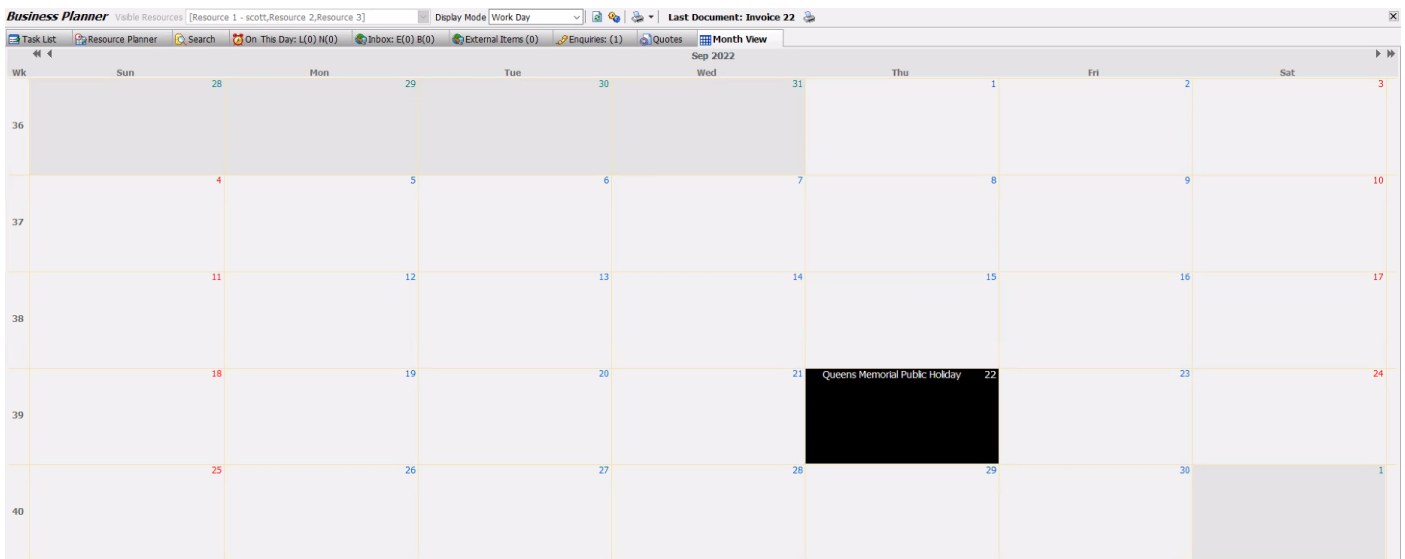 Business Planner Visible Resources [Resource 1 - scott,Resource 2,Resource 3] Display Mode Work Day Last Document: Invoice 22
Task List Resource Planner Search On This Day: L(0) N(0) Inbox: E(0) B(0) External Items (0) Enquiries: (1) Quotes Month View
Sep 2022
Wk Sun Mon Tue Wed Thu Fri Sat
28 29 30 31 1 2 3
36
4 5 6 7 8 9 10
37
11 12 13 14 15 16 17
38
18 19 20 21 Queens Memorial Public Holiday 22 23 24
39
25 26 27 28 29 30 1
40